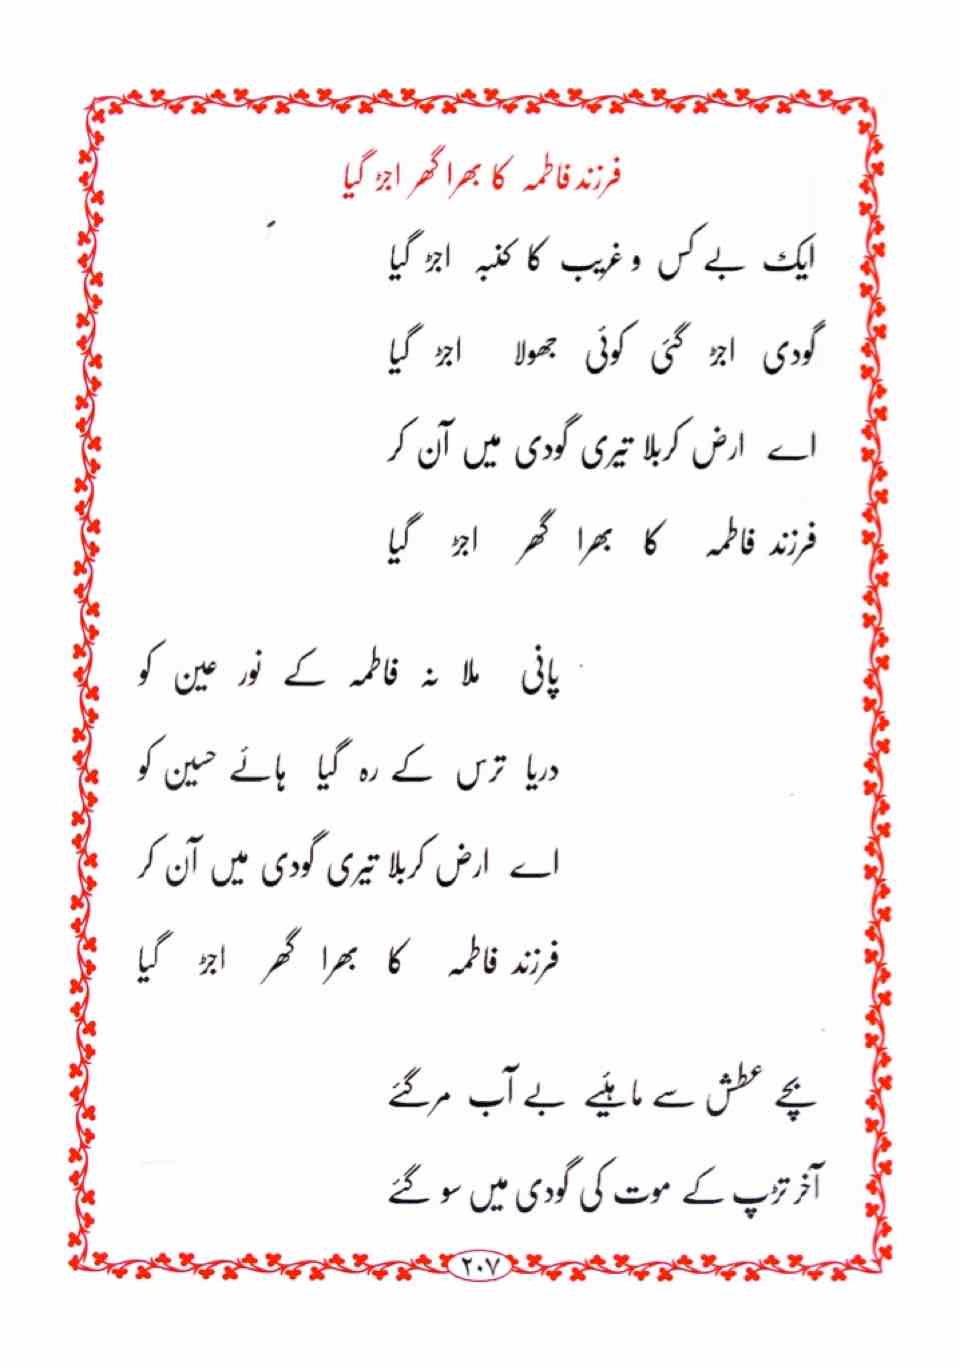 فرزند فاطمہ کا بھرا گھر اجڑ گیا
ایک بے کس و غریب کا کنبہ اجڑ گیا
گودی اجڑ گئی کوئی جھولا اجڑ گیا
اے ارض کربلا تیری گودی میں آن کر
فرزند فاطمہ کا بھرا گھر اجڑ گیا
پانی ملا نہ فاطمہ کے نور عین کو
دریا ترس کے رہ گیا ہائے حسین کو
اے ارض کربلا تیری گودی میں آن کر
فرزند فاطمہ کا بھرا گھر اجڑ گیا
بچے عطش سے ماہئیے بے آب مرگئے
آخر تڑپ کے موت کی گودی میں سو گئے
۲۰۷